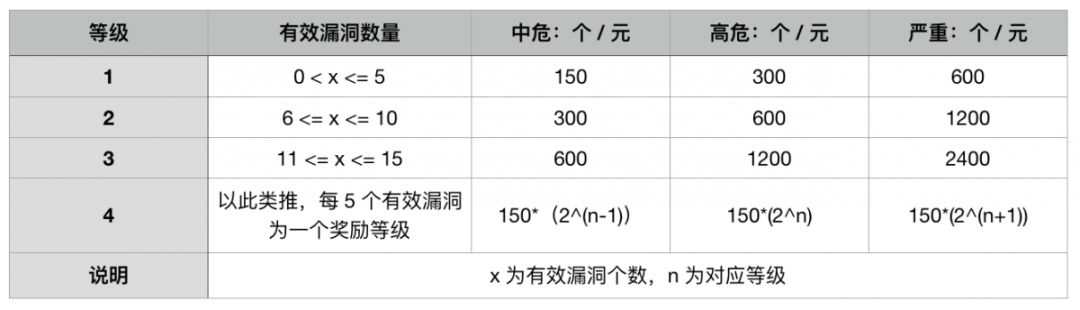 等级 有效漏洞数量 中危：个 / 元 高危：个 / 元 严重：个 / 元
1 0 < x <= 5 150 300 600
2 6 <= x <= 10 300 600 1200
3 11 <= x <= 15 600 1200 2400
4 以此类推，每 5 个有效漏洞
为一个奖励等级 150*（2^(n-1)） 150*(2^n) 150*(2^(n+1))
说明 x 为有效漏洞个数，n 为对应等级